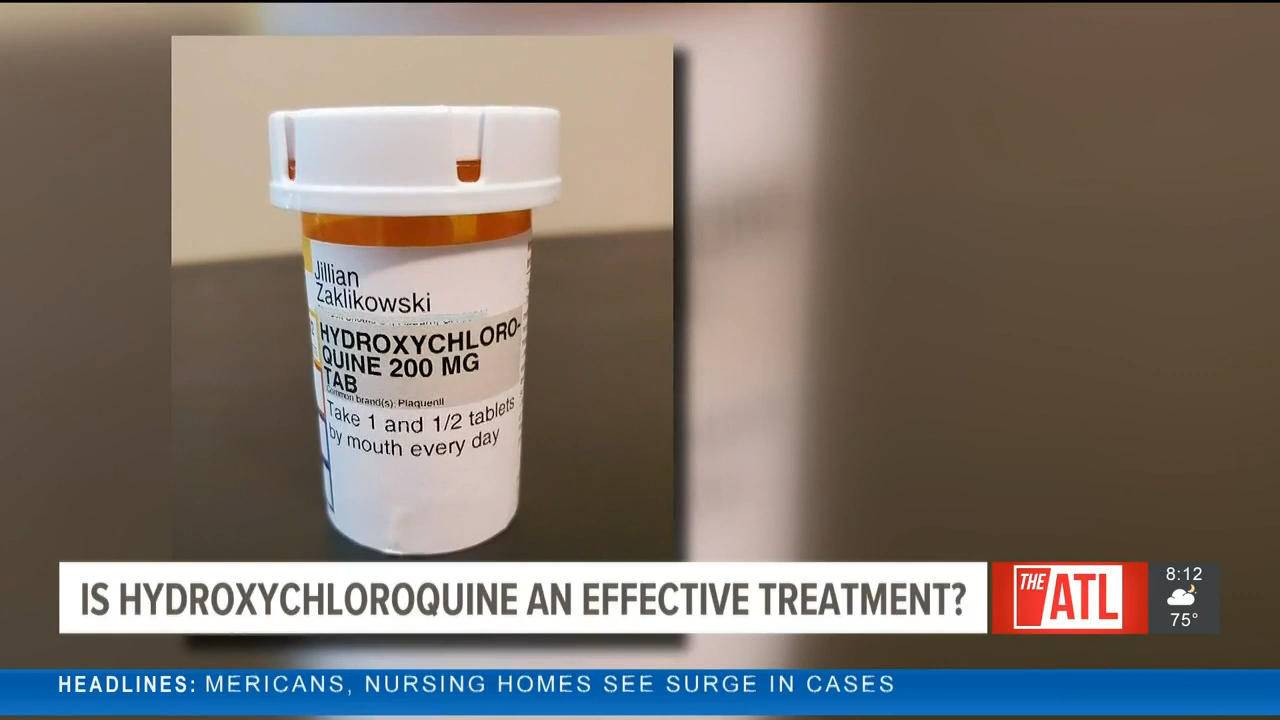 Jillian
Zaklikowski
HYDROXYCHLORO-
QUINE 200 MG
TAB
Common brand(s): Plaquenil
Take 1 and 1/2 tablets
by mouth every day
IS HYDROXYCHLOROQUINE AN EFFECTIVE TREATMENT?
THE ATL
8:12
75°
HEADLINES: MERICANS, NURSING HOMES SEE SURGE IN CASES